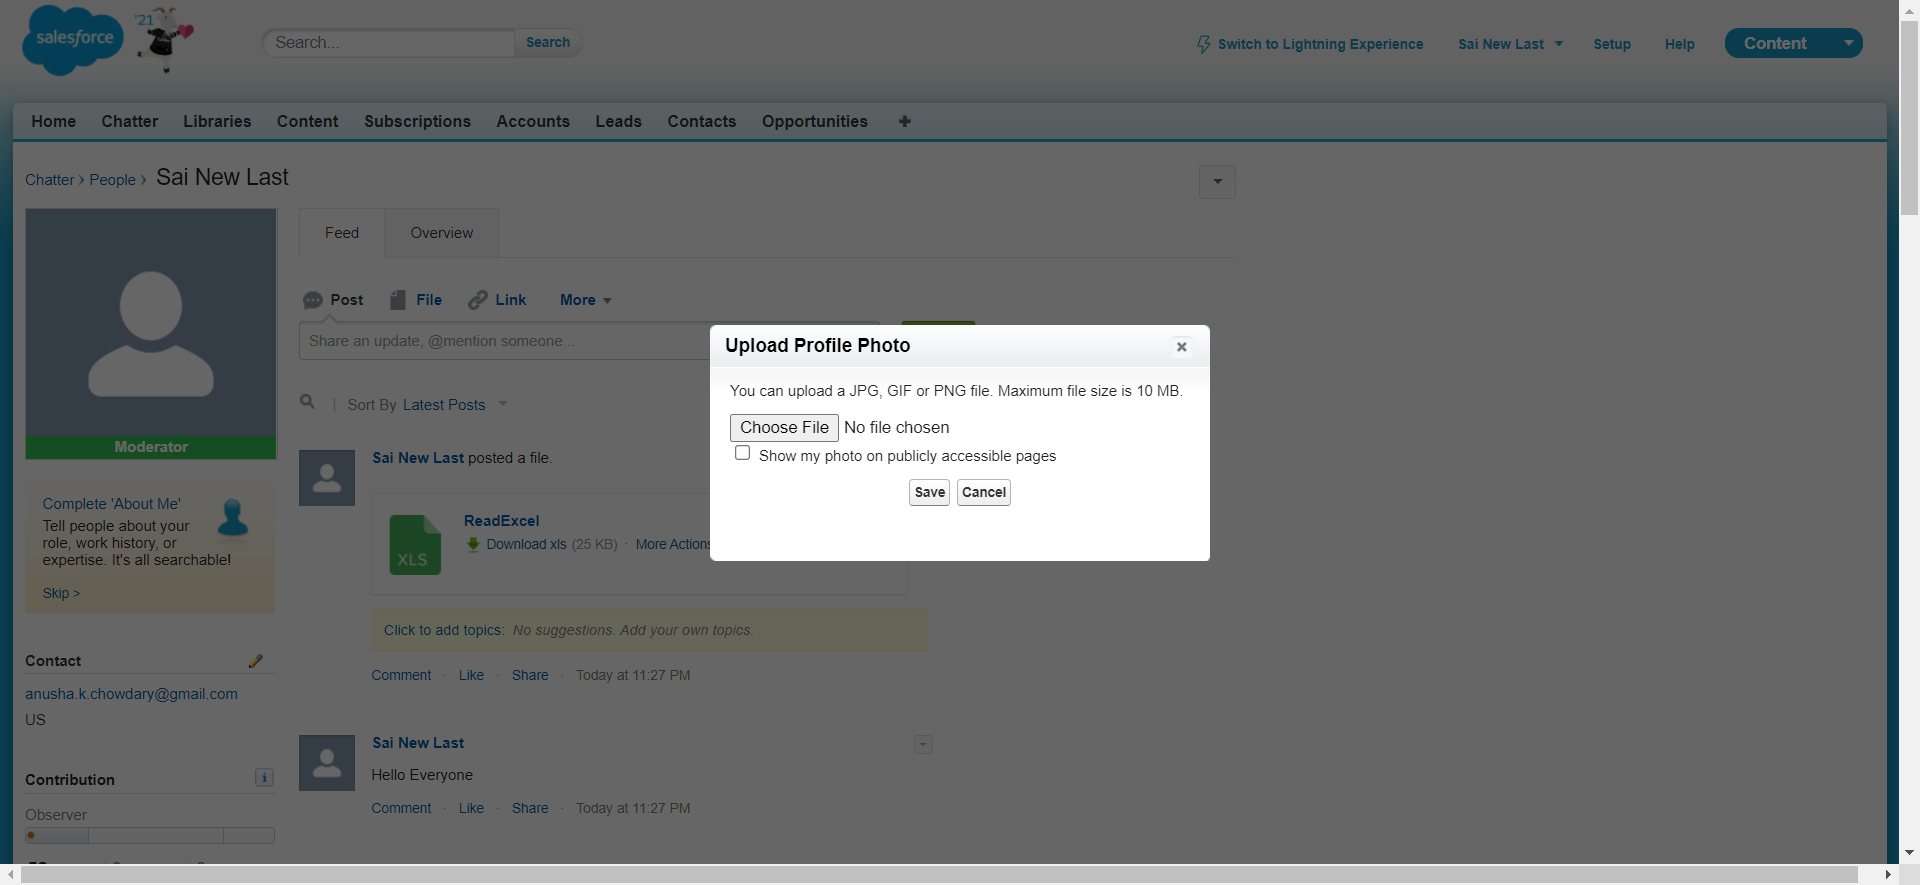 salesforce
'21
Search...
Search
Switch to Lightning Experience
Sai New Last
Setup
Help
Content
Home
Chatter
Libraries
Content
Subscriptions
Accounts
Leads
Contacts
Opportunities
Chatter › People › Sai New Last
Feed
Overview
Post
File
Link
More
Share an update, @mention someone...
Sort By Latest Posts
Moderator
Complete 'About Me'
Tell people about your
role, work history, or
expertise. It's all searchable!
Skip >
Contact
anusha.k.chowdary@gmail.com
US
Contribution
Observer
Sai New Last posted a file.
XLS
ReadExcel
Download xls (25 KB) · More Actions
Click to add topics: No suggestions. Add your own topics.
Comment · Like · Share · Today at 11:27 PM
Sai New Last
Hello Everyone
Comment · Like · Share · Today at 11:27 PM
Upload Profile Photo
You can upload a JPG, GIF or PNG file. Maximum file size is 10 MB.
Choose File No file chosen
Show my photo on publicly accessible pages
Save
Cancel